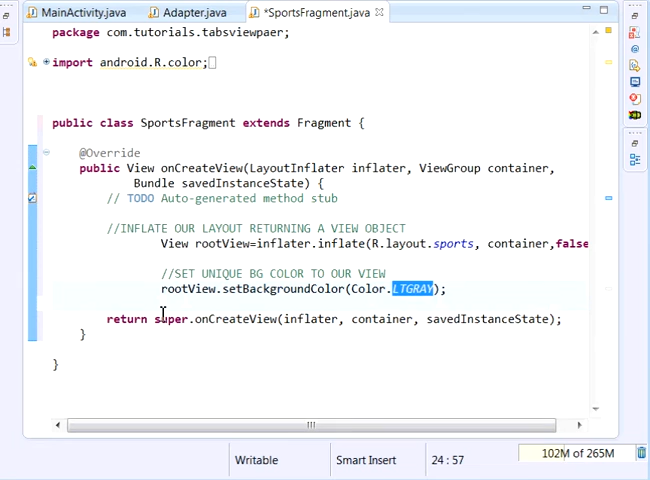 MainActivity.java Adapter.java *SportsFragment.java
package com.tutorials.tabsviewpaer;
import android.R.color;
public class SportsFragment extends Fragment {
@Override
public View onCreateView(LayoutInflater inflater, ViewGroup container,
Bundle savedInstanceState) {
// TODO Auto-generated method stub
//INFLATE OUR LAYOUT RETURNING A VIEW OBJECT
View rootView=inflater.inflate(R.layout.sports, container,false
//SET UNIQUE BG COLOR TO OUR VIEW
rootView.setBackgroundColor(Color.LTGRAY);
return super.onCreateView(inflater, container, savedInstanceState);
}
}
Writable Smart Insert 24 : 57 102M of 265M